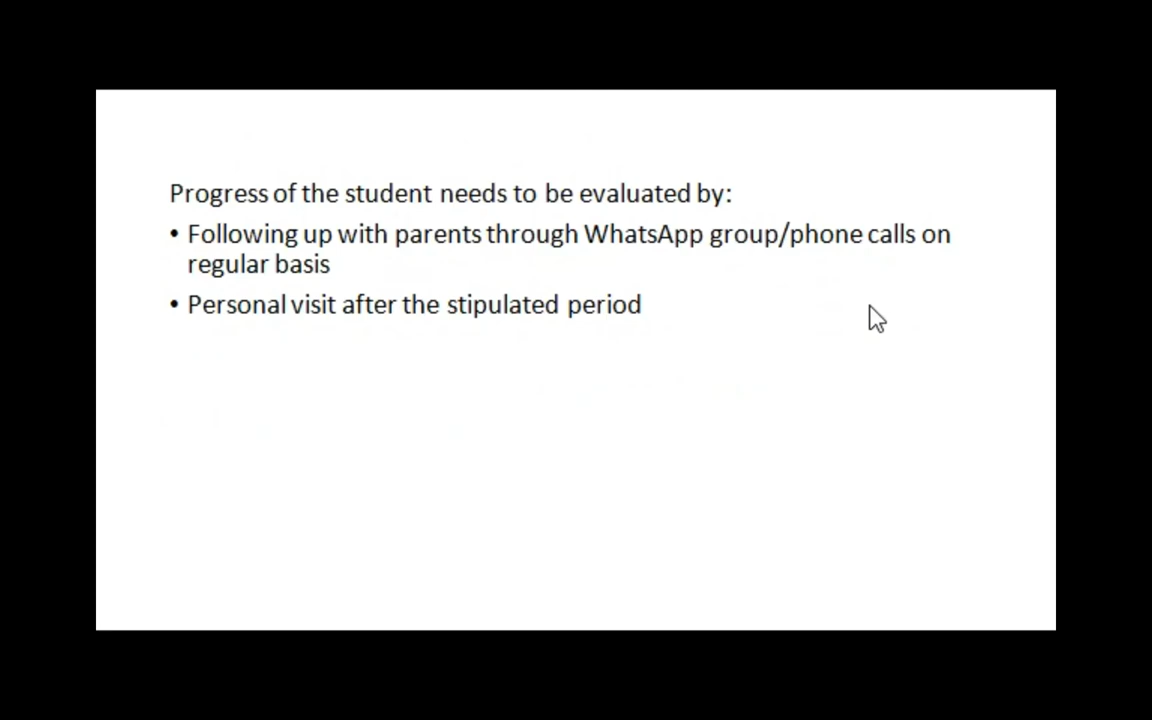 Progress of the student needs to be evaluated by:
• Following up with parents through WhatsApp group/phone calls on
regular basis
• Personal visit after the stipulated period